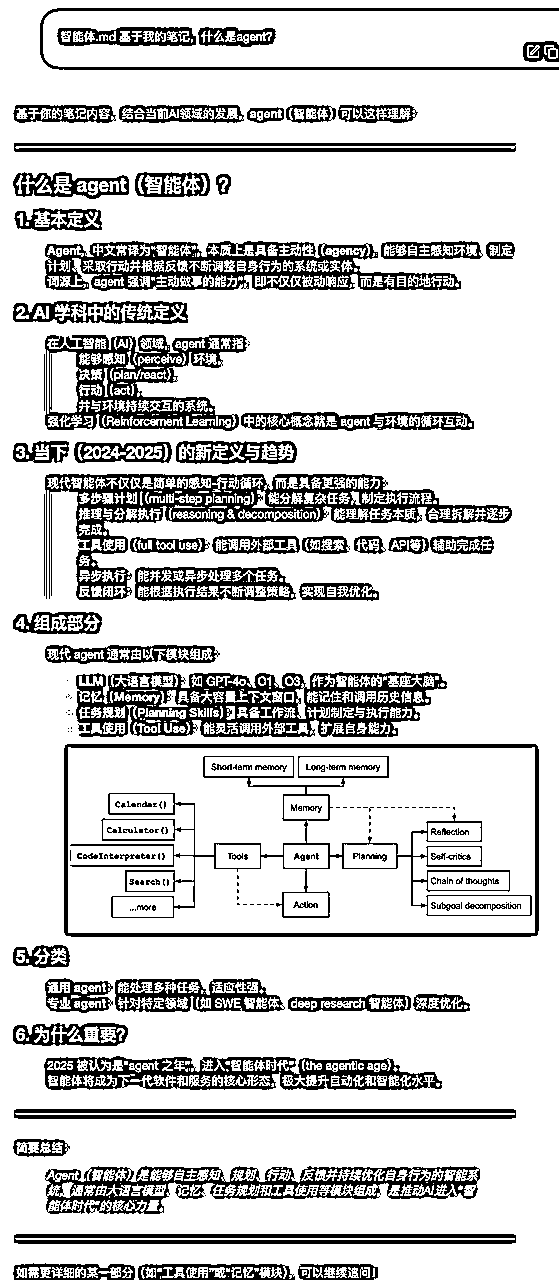 智能体.md 基于我的笔记，什么是agent？
基于你的笔记内容，结合当前AI领域的发展，agent（智能体）可以这样理解：
什么是 agent（智能体）？
1. 基本定义
Agent，中文常译为“智能体”，本质上是具备主动性（agency），能够自主感知环境、制定
计划、采取行动并根据反馈不断调整自身行为的系统或实体。
词源上，agent 强调“主动做事的能力”，即不仅仅被动响应，而是有目的地行动。
2. AI 学科中的传统定义
在人工智能（AI）领域，agent 通常指：
能够感知（perceive）环境，
决策（plan/react），
行动（act），
并与环境持续交互的系统。
强化学习（Reinforcement Learning）中的核心概念就是 agent 与环境的循环互动。
3. 当下（2024-2025）的新定义与趋势
现代智能体不仅仅是简单的感知-行动循环，而是具备更强的能力：
多步骤计划（multi-step planning）：能分解复杂任务，制定执行流程。
推理与分解执行（reasoning & decomposition）：能理解任务本质，合理拆解并逐步
完成。
工具使用（full tool use）：能调用外部工具（如搜索、代码、API等）辅助完成任
务。
异步执行：能并发或异步处理多个任务。
反馈闭环：能根据执行结果不断调整策略，实现自我优化。
4. 组成部分
现代 agent 通常由以下模块组成：
LLM（大语言模型）：如 GPT-4o、O1、O3，作为智能体的“基座大脑”。
记忆（Memory）：具备大容量上下文窗口，能记住和调用历史信息。
任务规划（Planning Skills）：具备工作流、计划制定与执行能力。
工具使用（Tool Use）：能灵活调用外部工具，扩展自身能力。
Short-term memory
Long-term memory
Calendar()
Memory
Calculator()
Reflection
CodeInterpreter()
Tools
Agent
Planning
Self-critics
Search()
Chain of thoughts
...more
Action
Subgoal decomposition
5. 分类
通用 agent：能处理多种任务，适应性强。
专业 agent：针对特定领域（如 SWE 智能体、deep research 智能体）深度优化。
6. 为什么重要？
2025 被认为是“agent 之年”，进入“智能体时代”（the agentic age）。
智能体将成为下一代软件和服务的核心形态，极大提升自动化和智能化水平。
简要总结：
Agent（智能体）是能够自主感知、规划、行动、反馈并持续优化自身行为的智能系
统，通常由大语言模型、记忆、任务规划和工具使用等模块组成，是推动AI进入“智
能体时代”的核心力量。
如需更详细的某一部分（如“工具使用”或“记忆”模块），可以继续追问！